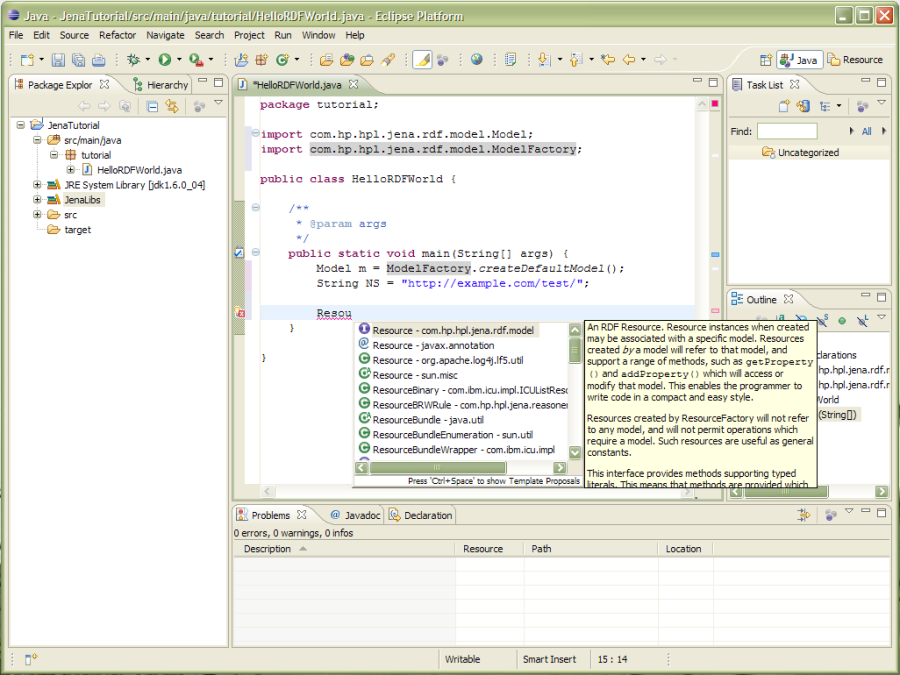 Java - JenaTutorial/src/main/java/tutorial/HelloRDFWorld.java - Eclipse Platform
File Edit Source Refactor Navigate Search Project Run Window Help
Java Resource
Package Explor Hierarchy
JenaTutorial
src/main/java
tutorial
HelloRDFWorld.java
JRE System Library [jdk1.6.0_04]
JenaLibs
src
target
*HelloRDFWorld.java
package tutorial;
import com.hp.hpl.jena.rdf.model.Model;
import com.hp.hpl.jena.rdf.model.ModelFactory;
public class HelloRDFWorld {
/**
* @param args
*/
public static void main(String[] args) {
Model m = ModelFactory.createDefaultModel();
String NS = "http://example.com/test/";
Resou
}
}
Resource - com.hp.hpl.jena.rdf.model
Resource - javax.annotation
Resource - org.apache.log4j.lf5.util
Resource - sun.misc
ResourceBinary - com.ibm.icu.impl.ICUListResc
ResourceBRWRule - com.hp.hpl.jena.reasone
ResourceBundle - java.util
ResourceBundleEnumeration - sun.util
ResourceBundleWrapper - com.ibm.icu.impl
Press 'Ctrl+Space' to show Template Proposals
An RDF Resource. Resource instances when created
may be associated with a specific model. Resources
created by a model will refer to that model, and
support a range of methods, such as getProperty
() and addProperty() which will access or
modify that model. This enables the programmer to
write code in a compact and easy style.
Resources created by ResourceFactory will not refer
to any model, and will not permit operations which
require a model. Such resources are useful as general
constants.
This interface provides methods supporting typed
literals. This means that methods are provided which
Task List
Find: All
Uncategorized
Outline
clarations
hp.hpl.jena.rdf.r
hp.hpl.jena.rdf.r
World
(String[])
Problems Javadoc Declaration
0 errors, 0 warnings, 0 infos
Description Resource Path Location
Writable Smart Insert 15 : 14